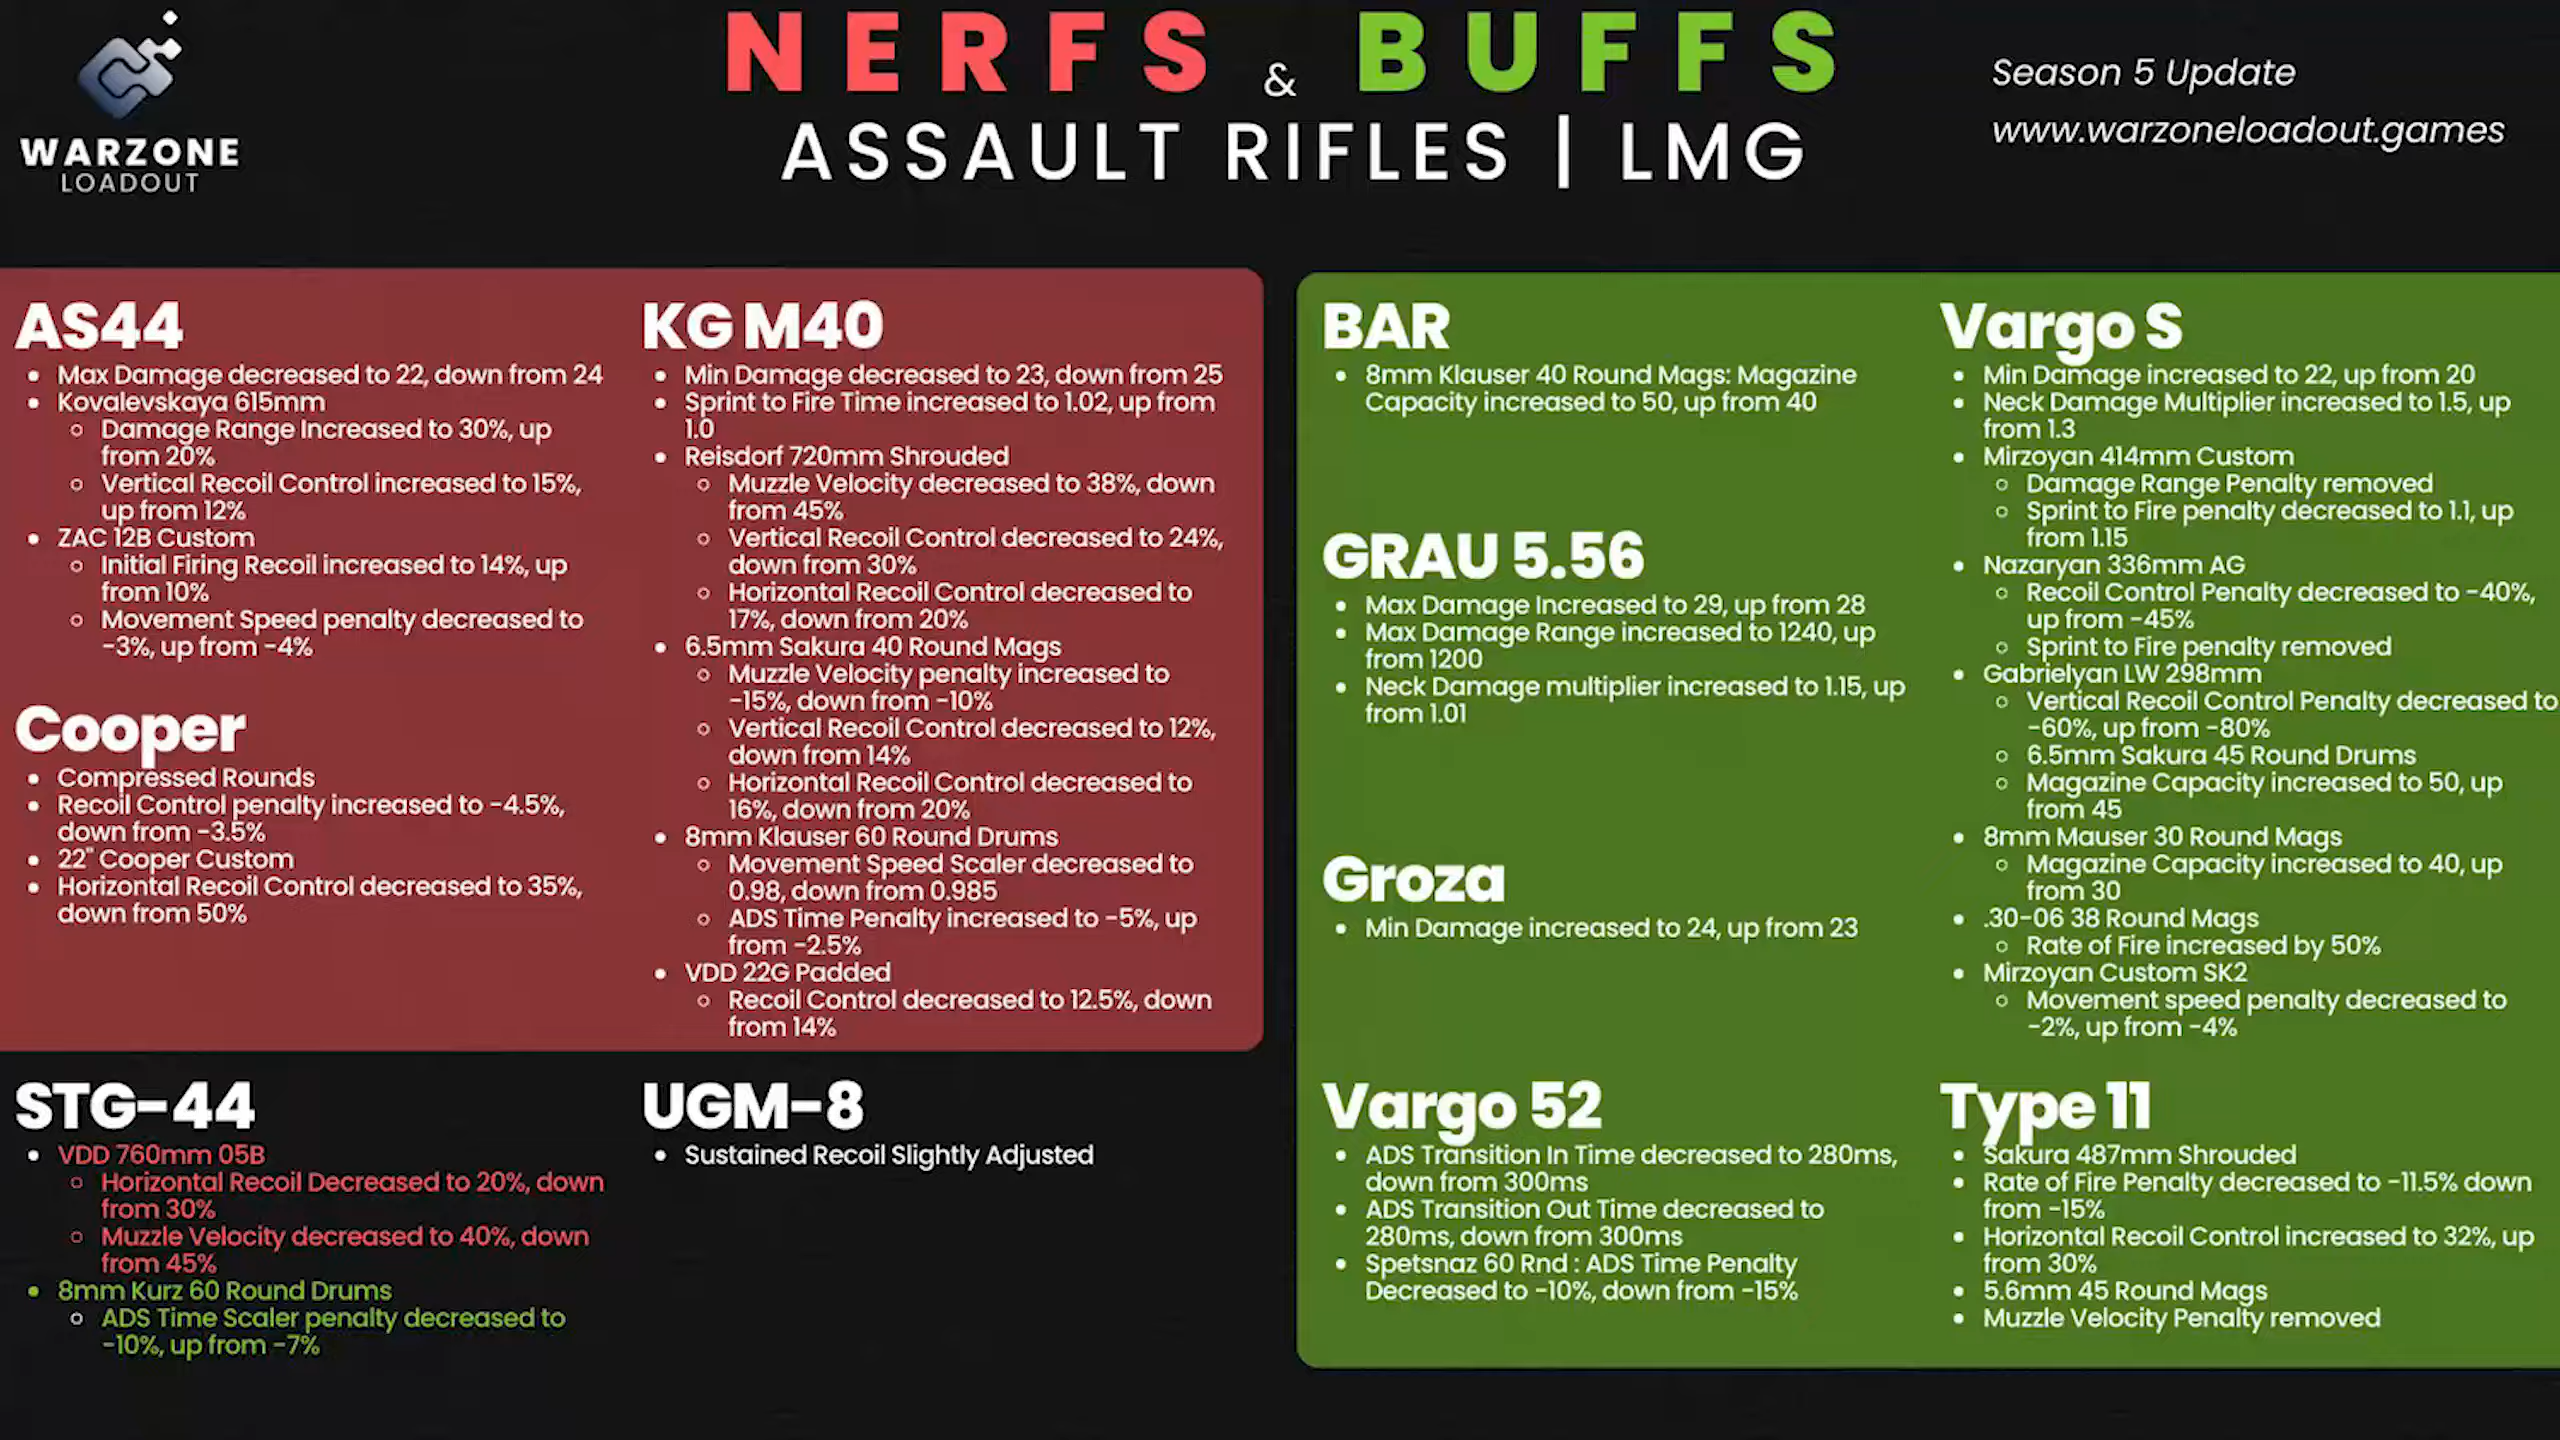 WARZONE
LOADOUT
NERFS & BUFFS
ASSAULT RIFLES | LMG
Season 5 Update
www.warzoneloadout.games
AS44
• Max Damage decreased to 22, down from 24
• Kovalevskaya 615mm
◦ Damage Range Increased to 30%, up
from 20%
◦ Vertical Recoil Control increased to 15%,
up from 12%
• ZAC 12B Custom
◦ Initial Firing Recoil increased to 14%, up
from 10%
◦ Movement Speed penalty decreased to
-3%, up from -4%
Cooper
• Compressed Rounds
• Recoil Control penalty increased to -4.5%,
down from -3.5%
• 22" Cooper Custom
• Horizontal Recoil Control decreased to 35%,
down from 50%
KG M40
• Min Damage decreased to 23, down from 25
• Sprint to Fire Time increased to 1.02, up from
1.0
• Reisdorf 720mm Shrouded
◦ Muzzle Velocity decreased to 38%, down
from 45%
◦ Vertical Recoil Control decreased to 24%,
down from 30%
◦ Horizontal Recoil Control decreased to
17%, down from 20%
• 6.5mm Sakura 40 Round Mags
◦ Muzzle Velocity penalty increased to
-15%, down from -10%
◦ Vertical Recoil Control decreased to 12%,
down from 14%
◦ Horizontal Recoil Control decreased to
16%, down from 20%
• 8mm Klauser 60 Round Drums
◦ Movement Speed Scaler decreased to
0.98, down from 0.985
◦ ADS Time Penalty increased to -5%, up
from -2.5%
• VDD 22G Padded
◦ Recoil Control decreased to 12.5%, down
from 14%
STG-44
• VDD 760mm 05B
◦ Horizontal Recoil Decreased to 20%, down
from 30%
◦ Muzzle Velocity decreased to 40%, down
from 45%
• 8mm Kurz 60 Round Drums
◦ ADS Time Scaler penalty decreased to
-10%, up from -7%
UGM-8
• Sustained Recoil Slightly Adjusted
BAR
• 8mm Klauser 40 Round Mags: Magazine
Capacity increased to 50, up from 40
GRAU 5.56
• Max Damage Increased to 29, up from 28
• Max Damage Range increased to 1240, up
from 1200
• Neck Damage multiplier increased to 1.15, up
from 1.01
Groza
• Min Damage increased to 24, up from 23
Vargo 52
• ADS Transition In Time decreased to 280ms,
down from 300ms
• ADS Transition Out Time decreased to
280ms, down from 300ms
• Spetsnaz 60 Rnd : ADS Time Penalty
Decreased to -10%, down from -15%
Vargo S
• Min Damage increased to 22, up from 20
• Neck Damage Multiplier increased to 1.5, up
from 1.3
• Mirzoyan 414mm Custom
◦ Damage Range Penalty removed
◦ Sprint to Fire penalty decreased to 1.1, up
from 1.15
• Nazaryan 336mm AG
◦ Recoil Control Penalty decreased to -40%,
up from -45%
◦ Sprint to Fire penalty removed
• Gabrielyan LW 298mm
◦ Vertical Recoil Control Penalty decreased to
-60%, up from -80%
◦ 6.5mm Sakura 45 Round Drums
◦ Magazine Capacity increased to 50, up
from 45
• 8mm Mauser 30 Round Mags
◦ Magazine Capacity increased to 40, up
from 30
• .30-06 38 Round Mags
◦ Rate of Fire increased by 50%
• Mirzoyan Custom SK2
◦ Movement speed penalty decreased to
-2%, up from -4%
Type 11
• Sakura 487mm Shrouded
• Rate of Fire Penalty decreased to -11.5% down
from -15%
• Horizontal Recoil Control increased to 32%, up
from 30%
• 5.6mm 45 Round Mags
• Muzzle Velocity Penalty removed